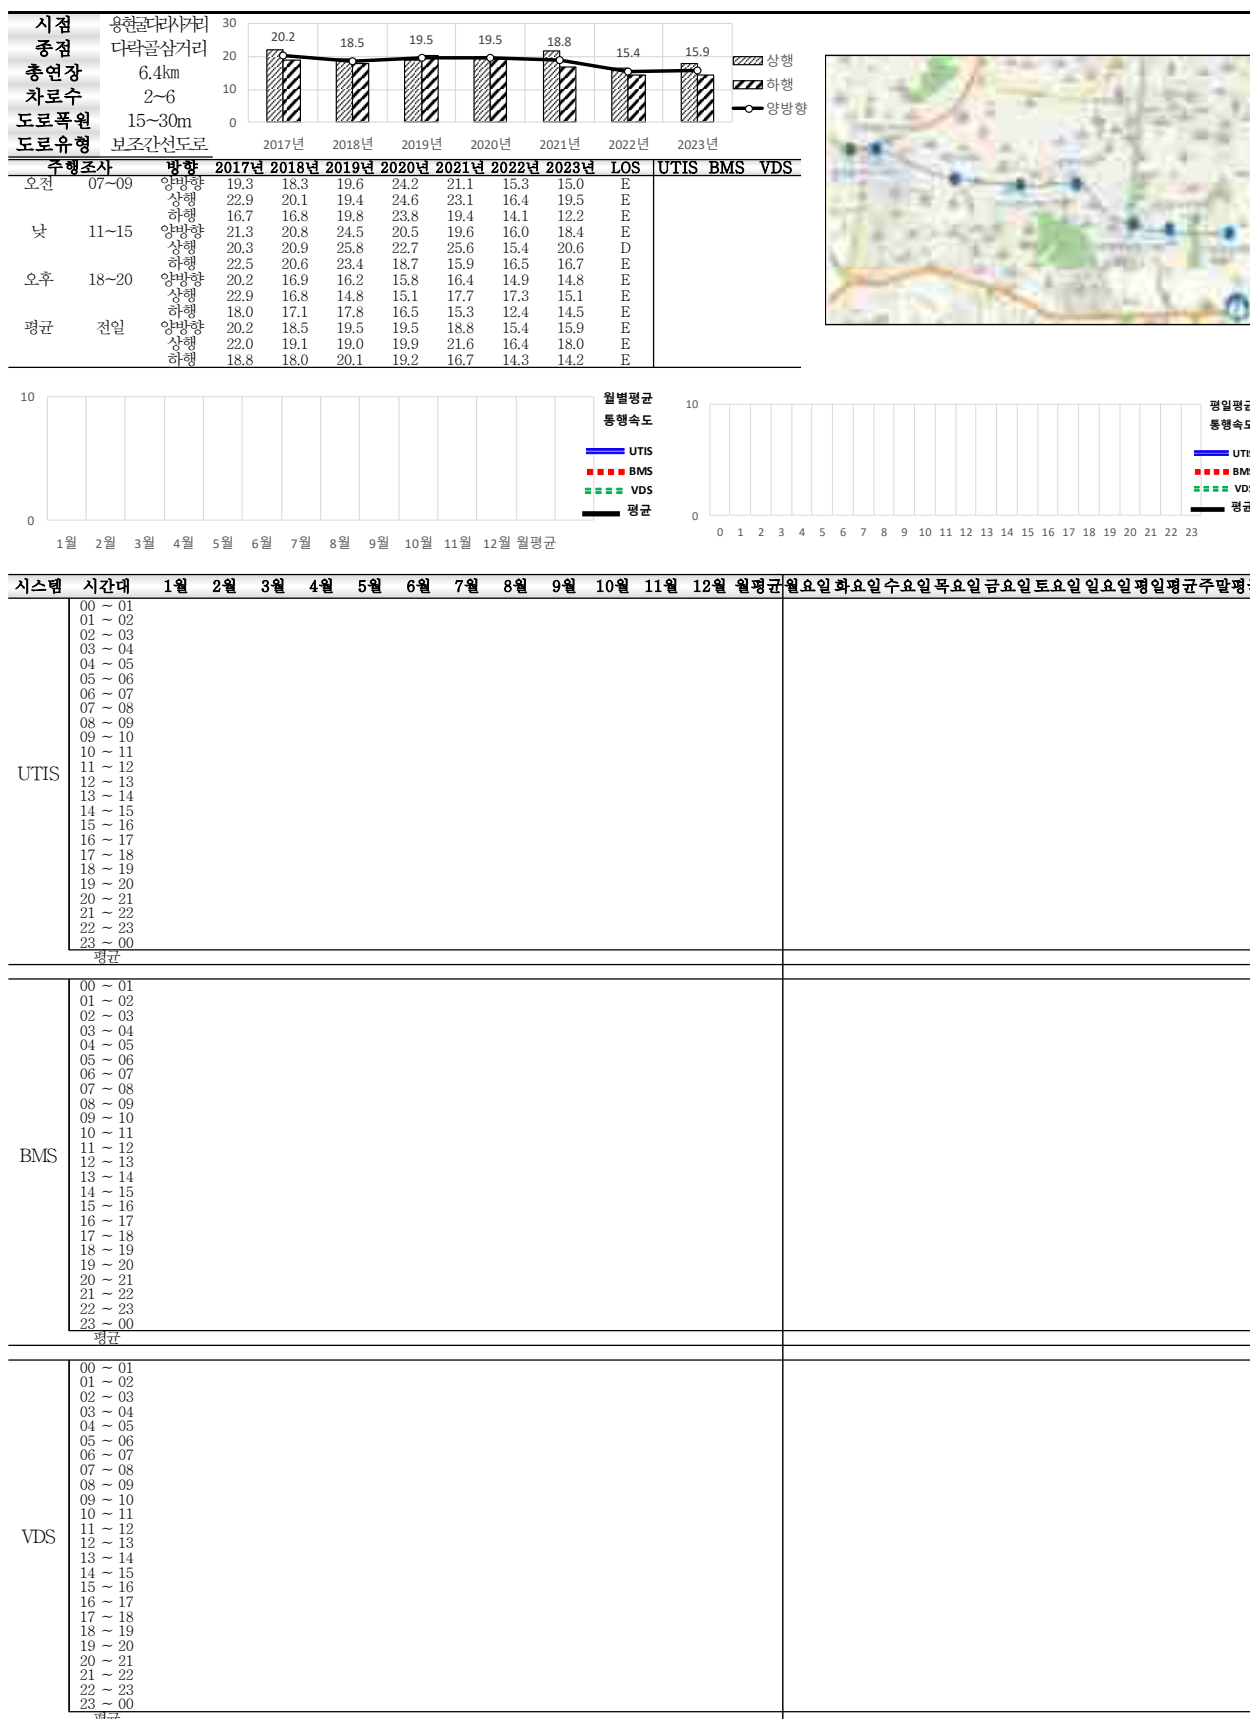 시점 용현굴다리사거리
종점 다락골삼거리
총연장 6.4㎞
차로수 2~6
도로폭원 15~30m
도로유형 보조간선도로
30
20
10
0
20.2 18.5 19.5 19.5 18.8 15.4 15.9
2017년 2018년 2019년 2020년 2021년 2022년 2023년
상행
하행
양방향
주행조사 방향 2017년 2018년 2019년 2020년 2021년 2022년 2023년 LOS UTIS BMS VDS
오전 07~09 양방향 19.3 18.3 19.6 24.2 21.1 15.3 15.0 E
상행 22.9 20.1 19.4 24.6 23.1 16.4 19.5 E
하행 16.7 16.8 19.8 23.8 19.4 14.1 12.2 E
낮 11~15 양방향 21.3 20.8 24.5 20.5 19.6 16.0 18.4 E
상행 20.3 20.9 25.8 22.7 25.6 15.4 20.6 D
하행 22.5 20.6 23.4 18.7 15.9 16.5 16.7 E
오후 18~20 양방향 20.2 16.9 16.2 15.8 16.4 14.9 14.8 E
상행 22.9 16.8 14.8 15.1 17.7 17.3 15.1 E
하행 18.0 17.1 17.8 16.5 15.3 12.4 14.5 E
평균 전일 양방향 20.2 18.5 19.5 19.5 18.8 15.4 15.9 E
상행 22.0 19.1 19.0 19.9 21.6 16.4 18.0 E
하행 18.8 18.0 20.1 19.2 16.7 14.3 14.2 E
10
0
1월 2월 3월 4월 5월 6월 7월 8월 9월 10월 11월 12월 월평균
월별평균
통행속도
UTIS
BMS
VDS
평균
10
0
0 1 2 3 4 5 6 7 8 9 10 11 12 13 14 15 16 17 18 19 20 21 22 23
평일평균
통행속도
UTIS
BMS
VDS
평균
시스템 시간대 1월 2월 3월 4월 5월 6월 7월 8월 9월 10월 11월 12월 월평균 월요일 화요일 수요일 목요일 금요일 토요일 일요일 평일평균 주말평균
UTIS
00 ~ 01
01 ~ 02
02 ~ 03
03 ~ 04
04 ~ 05
05 ~ 06
06 ~ 07
07 ~ 08
08 ~ 09
09 ~ 10
10 ~ 11
11 ~ 12
12 ~ 13
13 ~ 14
14 ~ 15
15 ~ 16
16 ~ 17
17 ~ 18
18 ~ 19
19 ~ 20
20 ~ 21
21 ~ 22
22 ~ 23
23 ~ 00
평균
BMS
00 ~ 01
01 ~ 02
02 ~ 03
03 ~ 04
04 ~ 05
05 ~ 06
06 ~ 07
07 ~ 08
08 ~ 09
09 ~ 10
10 ~ 11
11 ~ 12
12 ~ 13
13 ~ 14
14 ~ 15
15 ~ 16
16 ~ 17
17 ~ 18
18 ~ 19
19 ~ 20
20 ~ 21
21 ~ 22
22 ~ 23
23 ~ 00
평균
VDS
00 ~ 01
01 ~ 02
02 ~ 03
03 ~ 04
04 ~ 05
05 ~ 06
06 ~ 07
07 ~ 08
08 ~ 09
09 ~ 10
10 ~ 11
11 ~ 12
12 ~ 13
13 ~ 14
14 ~ 15
15 ~ 16
16 ~ 17
17 ~ 18
18 ~ 19
19 ~ 20
20 ~ 21
21 ~ 22
22 ~ 23
23 ~ 00
평균